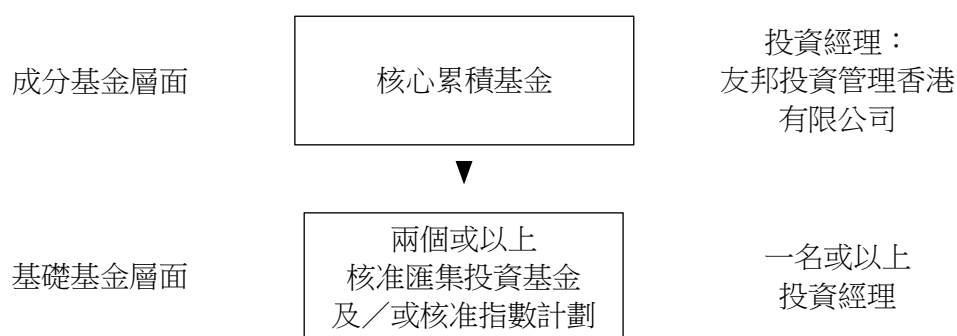 成分基金層面
核心累積基金
投資經理：
友邦投資管理香港
有限公司
基礎基金層面
兩個或以上
核准匯集投資基金
及／或核准指數計劃
一名或以上
投資經理